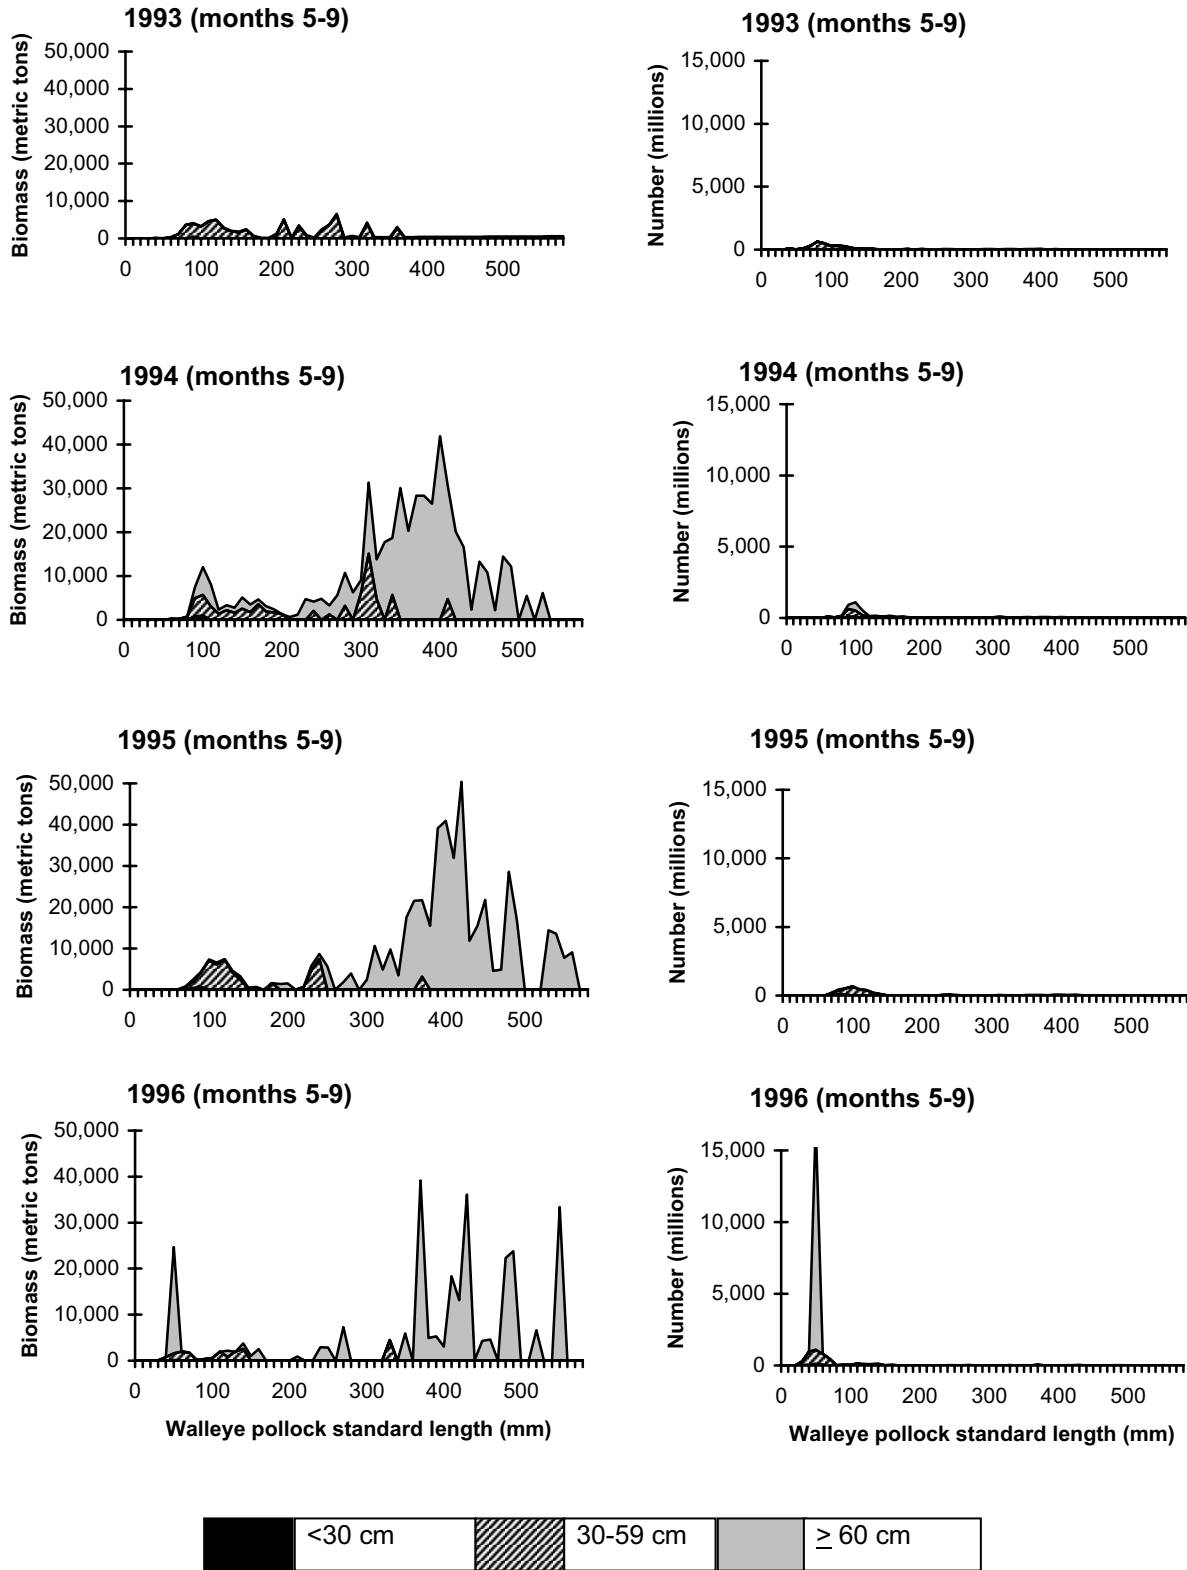 1993 (months 5-9)
Biomass (metric tons)
50,000
40,000
30,000
20,000
10,000
0
0 100 200 300 400 500
1993 (months 5-9)
Number (millions)
15,000
10,000
5,000
0
0 100 200 300 400 500
1994 (months 5-9)
Biomass (mettric tons)
50,000
40,000
30,000
20,000
10,000
0
0 100 200 300 400 500
1994 (months 5-9)
Number (millions)
15,000
10,000
5,000
0
0 100 200 300 400 500
1995 (months 5-9)
Biomass (metric tons)
50,000
40,000
30,000
20,000
10,000
0
0 100 200 300 400 500
1995 (months 5-9)
Number (millions)
15,000
10,000
5,000
0
0 100 200 300 400 500
1996 (months 5-9)
Biomass (metric tons)
50,000
40,000
30,000
20,000
10,000
0
0 100 200 300 400 500
Walleye pollock standard length (mm)
1996 (months 5-9)
Number (millions)
15,000
10,000
5,000
0
0 100 200 300 400 500
Walleye pollock standard length (mm)
<30 cm 30-59 cm ≥ 60 cm